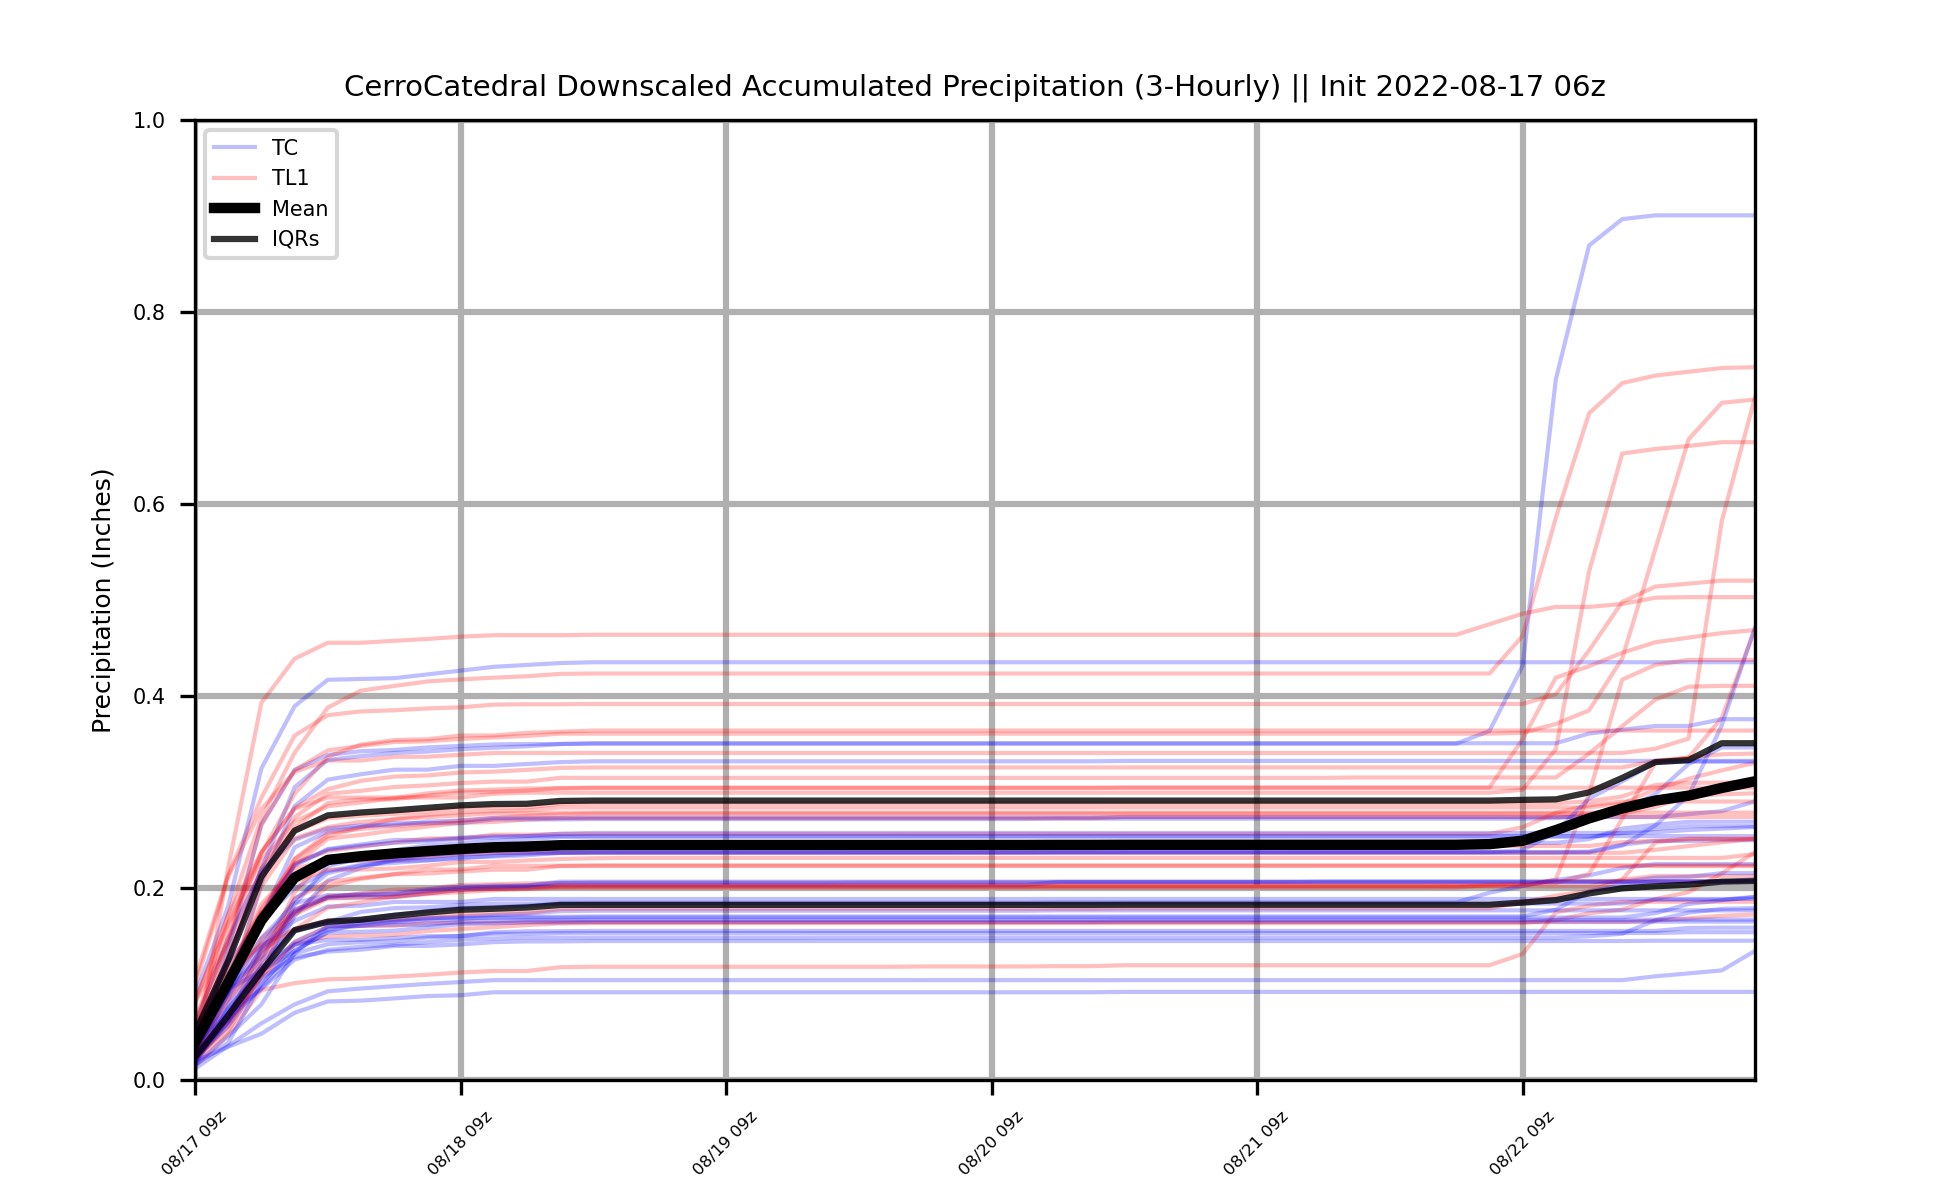 CerroCatedral Downscaled Accumulated Precipitation (3-Hourly) || Init 2022-08-17 06z
TC
TL1
Mean
IQRs
Precipitation (Inches)
1.0
0.8
0.6
0.4
0.2
0.0
08/17 09z
08/18 09z
08/19 09z
08/20 09z
08/21 09z
08/22 09z